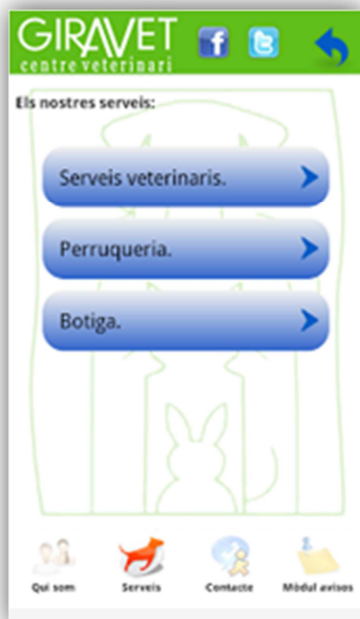 GIRAVET
centre veterinari
Els nostres serveis:
Serveis veterinaris.
Perruqueria.
Botiga.
Qui som
Serveis
Contacte
Mòdul avisos